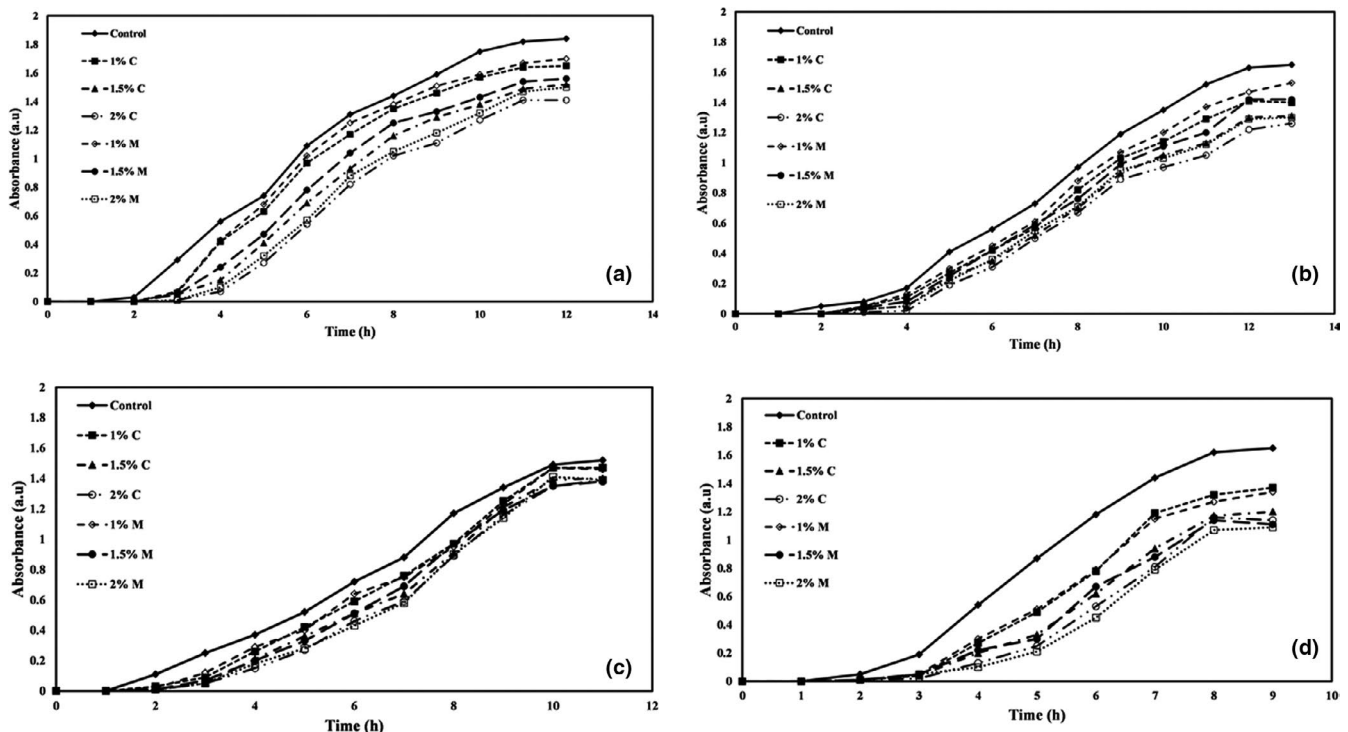 2
1.8
1.6
1.4
1.2
1
0.8
0.6
0.4
0.2
0
Absorbance (a.u)
Control
1% C
1.5% C
2% C
1% M
1.5% M
2% M
(a)
0 2 4 6 8 10 12 14
Time (h)
2
1.8
1.6
1.4
1.2
1
0.8
0.6
0.4
0.2
0
Absorbance (a.u)
Control
1% C
1.5% C
2% C
1% M
1.5% M
2% M
(b)
0 2 4 6 8 10 12 14
Time (h)
2
1.8
1.6
1.4
1.2
1
0.8
0.6
0.4
0.2
0
Absorbance (a.u)
Control
1% C
1.5% C
2% C
1% M
1.5% M
2% M
(c)
0 2 4 6 8 10 12
Time (h)
2
1.8
1.6
1.4
1.2
1
0.8
0.6
0.4
0.2
0
Absorbance (a.u)
Control
1% C
1.5% C
2% C
1% M
1.5% M
2% M
(d)
0 1 2 3 4 5 6 7 8 9 10
Time (h)